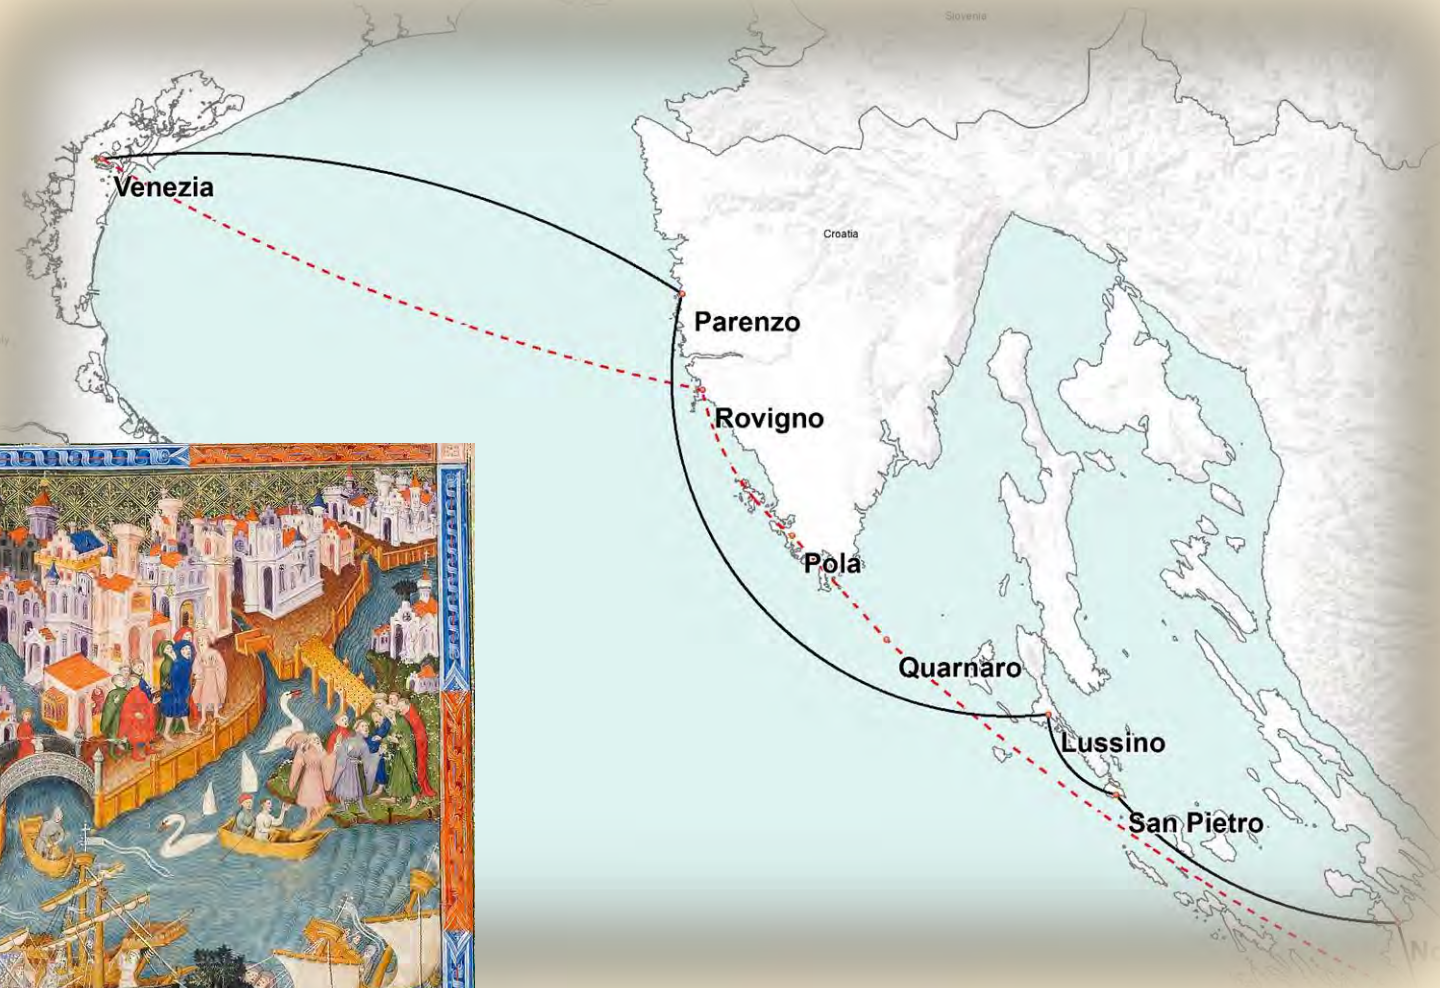 Slovenia
Venezia
Croatia
Parenzo
Rovigno
Pola
Quarnaro
Lussino
San Pietro